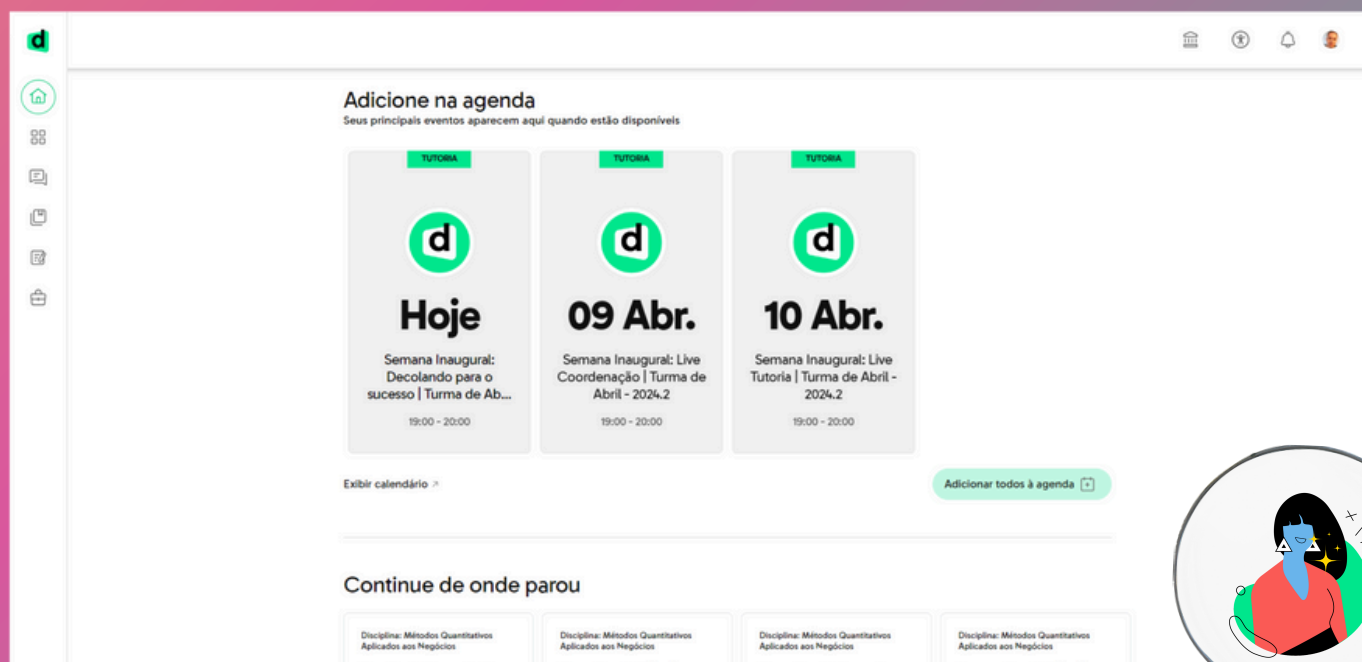 d
Adicione na agenda
Seus principais eventos aparecem aqui quando estão disponíveis
TUTORIA
d
Hoje
Semana Inaugural:
Decolando para o
sucesso | Turma de Ab...
19:00 - 20:00
TUTORIA
d
09 Abr.
Semana Inaugural: Live
Coordenação | Turma de
Abril - 2024.2
19:00 - 20:00
TUTORIA
d
10 Abr.
Semana Inaugural: Live
Tutoria | Turma de Abril -
2024.2
19:00 - 20:00
Exibir calendário
Adicionar todos à agenda
Continue de onde parou
Disciplina: Métodos Quantitativos
Aplicados aos Negócios
Disciplina: Métodos Quantitativos
Aplicados aos Negócios
Disciplina: Métodos Quantitativos
Aplicados aos Negócios
Disciplina: Métodos Quantitativos
Aplicados aos Negócios